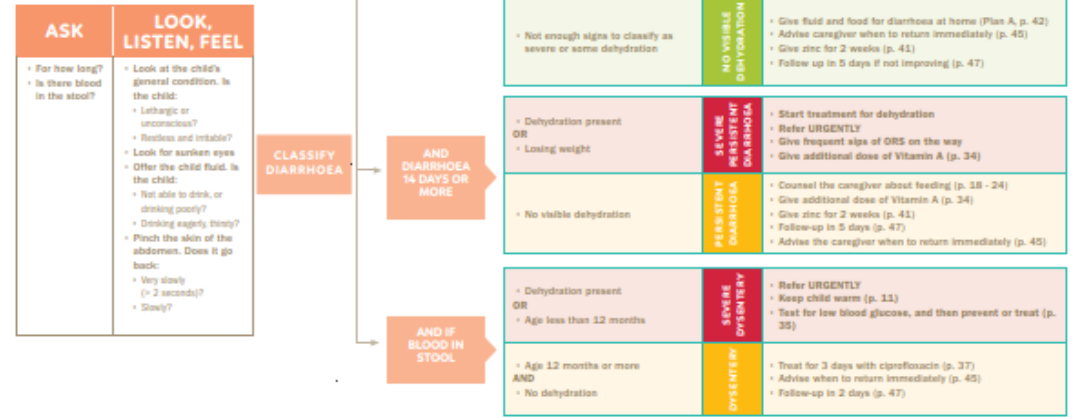 ASK
LOOK,
LISTEN, FEEL
• For how long?
• Is there blood
in the stool?
• Look at the child's
general condition. Is
the child:
• Lethargic or
unconscious?
• Restless and irritable?
• Look for sunken eyes
• Offer the child fluid. Is
the child:
• Not able to drink, or
drinking poorly?
• Drinking eagerly, thirsty?
• Pinch the skin of the
abdomen. Does it go
back:
• Very slowly
(> 2 seconds)?
• Slowly?
CLASSIFY
DIARRHOEA
• Not enough signs to classify as
severe or some dehydration
NO VISIBLE
DEHYDRATION
• Give fluid and food for diarrhoea at home (Plan A, p. 42)
• Advise caregiver when to return immediately (p. 45)
• Give zinc for 2 weeks (p. 41)
• Follow up in 5 days if not improving (p. 47)
AND
DIARRHOEA
14 DAYS OR
MORE
• Dehydration present
OR
• Losing weight
SEVERE
PERSISTENT
DIARRHOEA
• Start treatment for dehydration
• Refer URGENTLY
• Give frequent sips of ORS on the way
• Give additional dose of Vitamin A (p. 34)
• No visible dehydration
PERSISTENT
DIARRHOEA
• Counsel the caregiver about feeding (p. 18 - 24)
• Give additional dose of Vitamin A (p. 34)
• Give zinc for 2 weeks (p. 41)
• Follow-up in 5 days (p. 47)
• Advise the caregiver when to return immediately (p. 45)
AND IF
BLOOD IN
STOOL
• Dehydration present
OR
• Age less than 12 months
SEVERE
DYSENTERY
• Refer URGENTLY
• Keep child warm (p. 11)
• Test for low blood glucose, and then prevent or treat (p.
35)
• Age 12 months or more
AND
• No dehydration
DYSENTERY
• Treat for 3 days with ciprofloxacin (p. 37)
• Advise when to return immediately (p. 45)
• Follow-up in 2 days (p. 47)